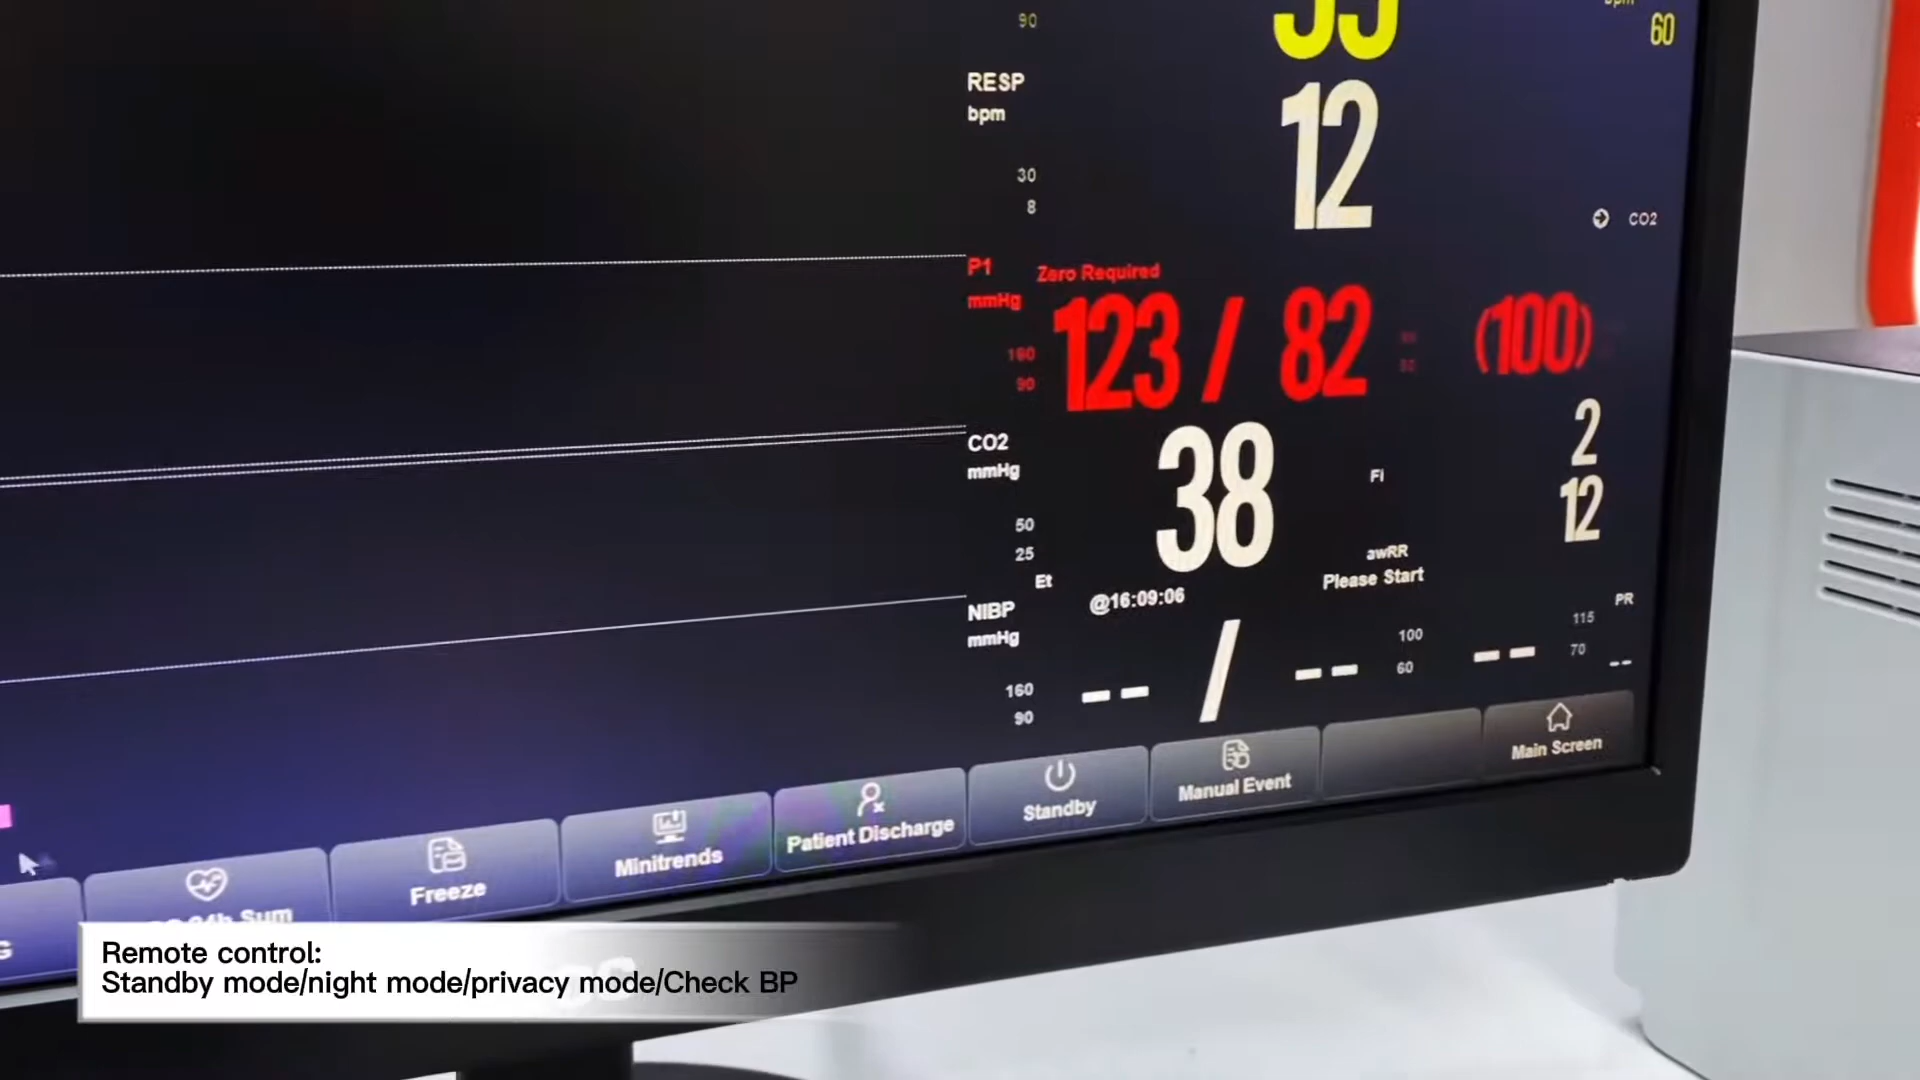 90
bpm
60
RESP
bpm
12
30
8
CO2
P1
Zero Required
mmHg
123 / 82
(100)
160
90
CO2
mmHg
38
Fi
2
12
50
25
Et
awRR
@16:09:06
Please Start
NIBP
mmHg
PR
115
100
70
60
-- / --
--
--
160
90
Main Screen
Manual Event
Standby
Patient Discharge
Minitrends
Freeze
24h Sum
Remote control:
Standby mode/night mode/privacy mode/Check BP